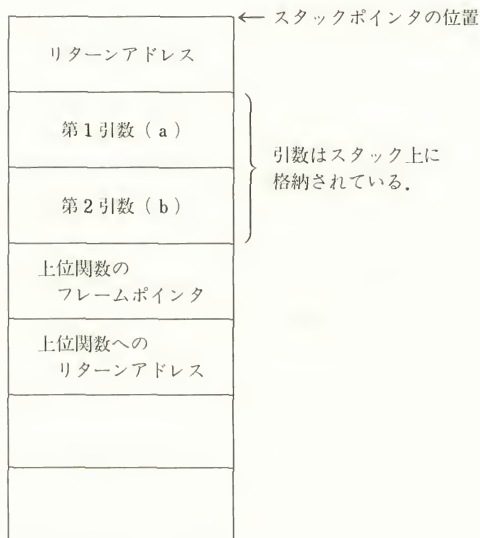 ← スタックポインタの位置
リターンアドレス
第1引数(a)
引数はスタック上に
格納されている.
第2引数(b)
上位関数の
フレームポインタ
上位関数への
リターンアドレス